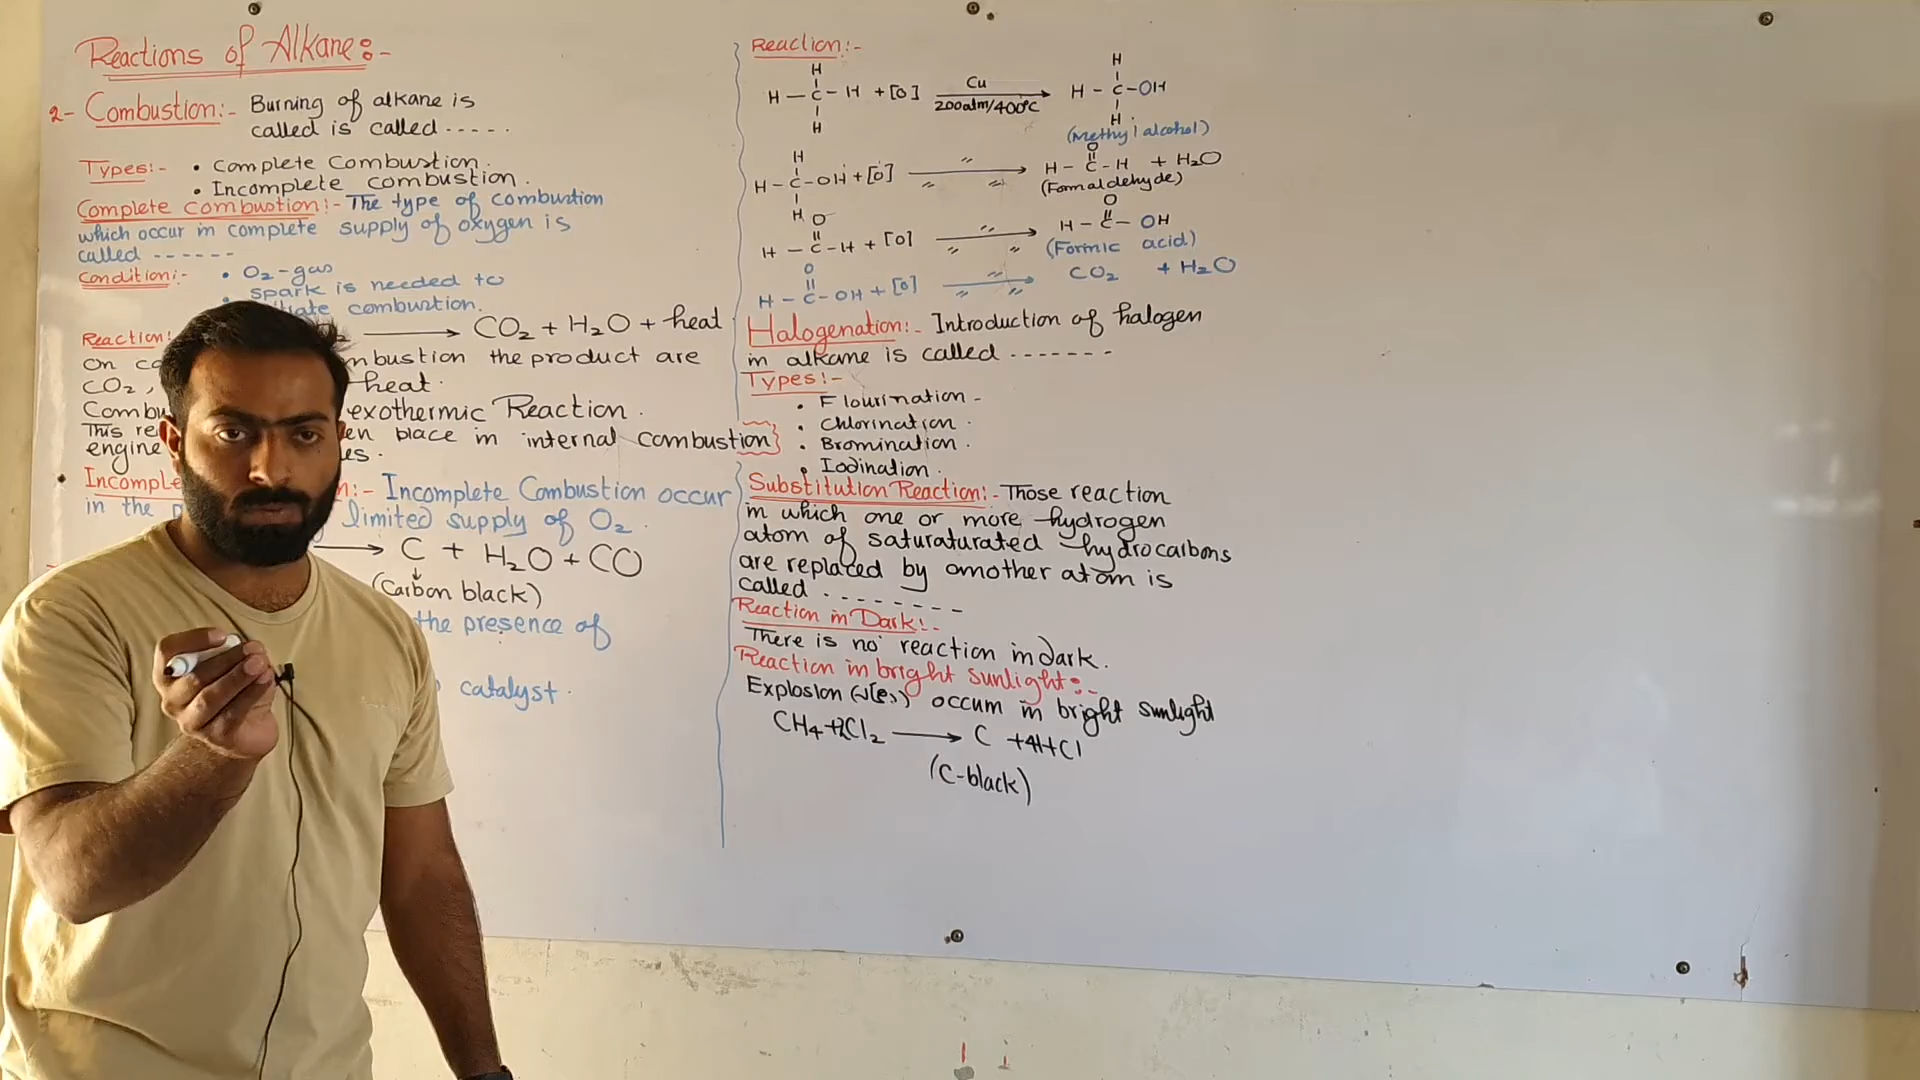 Reactions of Alkane:-
2- Combustion:- Burning of alkane is
called is called -----.
Types:- • Complete Combustion.
• Incomplete combustion.
Complete Combustion:- The type of combustion
which occur in complete supply of oxygen is
called ------
Condition:- • O2-gas
• spark is needed to
combustion.
Reaction:
⟶ CO2 + H2O + heat
On mbustion the product are
CO2, heat.
Combu exothermic Reaction.
This re en place in internal combustion
engine es.
Incomple n:- Incomplete Combustion occur
in the limited supply of O2.
⟶ C + H2O + CO
(Carbon black)
the presence of
catalyst.
Reaction:-
H
H - C - H + [O] Cu 200atm/400°C ⟶ H - C - OH
H
H
H
(Methyl alcohol)
H
H - C - OH + [O] ⟶ H - C - H + H2O
H
O
(Formaldehyde)
O
H - C - H + [O] ⟶ H - C - OH
O
(Formic acid)
O
H - C - OH + [O] ⟶ CO2 + H2O
Halogenation:- Introduction of halogen
in alkane is called -------
Types:-
• Flourination -
• Chlorination.
• Bromination.
• Iodination.
Substitution Reaction:- Those reaction
in which one or more hydrogen
atom of saturaturated hydrocarbons
are replaced by another atom is
called --------
Reaction in Dark:-
There is no reaction in dark.
Reaction in bright sunlight:-
Explosion occum in bright sunlight
CH4 + 2Cl2 ⟶ C + 4HCl
(C-black)